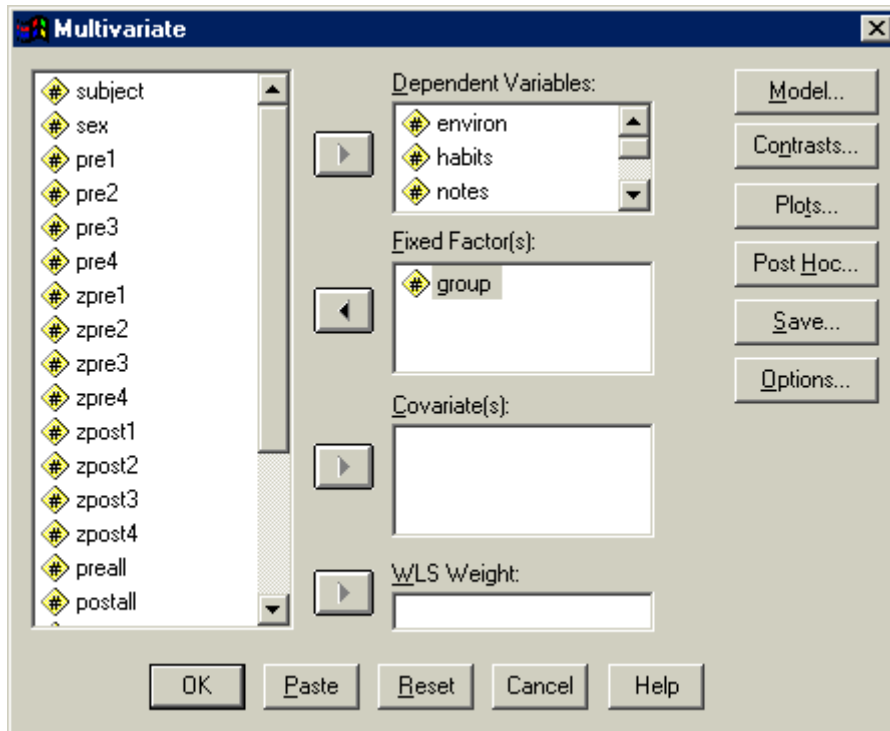 Multivariate
subject
sex
pre1
pre2
pre3
pre4
zpre1
zpre2
zpre3
zpre4
zpost1
zpost2
zpost3
zpost4
preall
postall
Dependent Variables:
environ
habits
notes
Fixed Factor(s):
group
Covariate(s):
WLS Weight:
Model...
Contrasts...
Plots...
Post Hoc...
Save...
Options...
OK Paste Reset Cancel Help